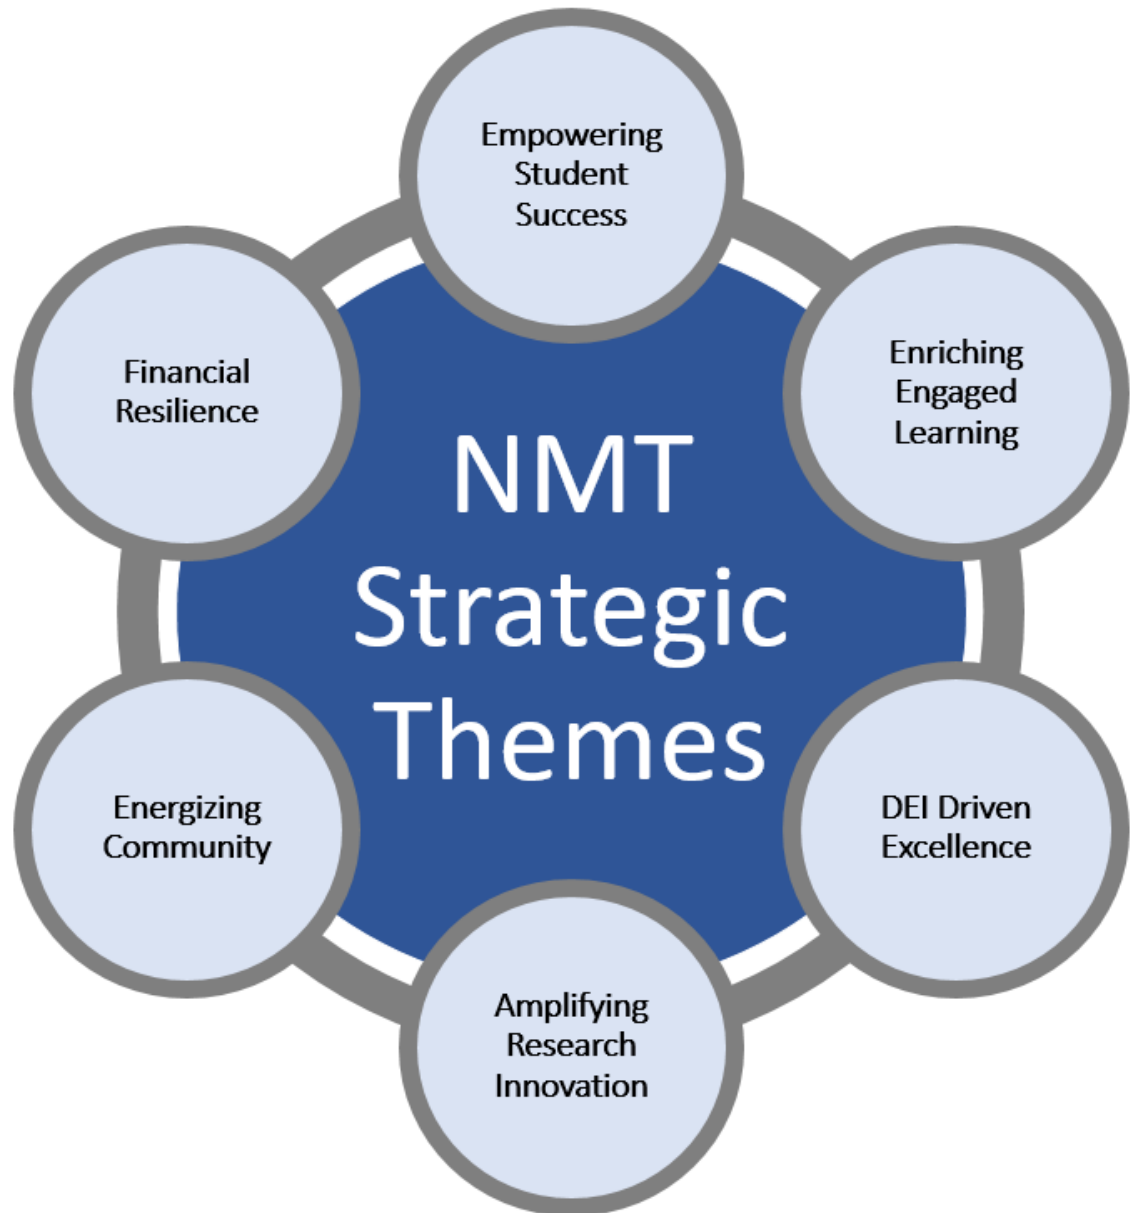 Empowering
Student
Success
Enriching
Engaged
Learning
DEI Driven
Excellence
Amplifying
Research
Innovation
Energizing
Community
Financial
Resilience
NMT
Strategic
Themes